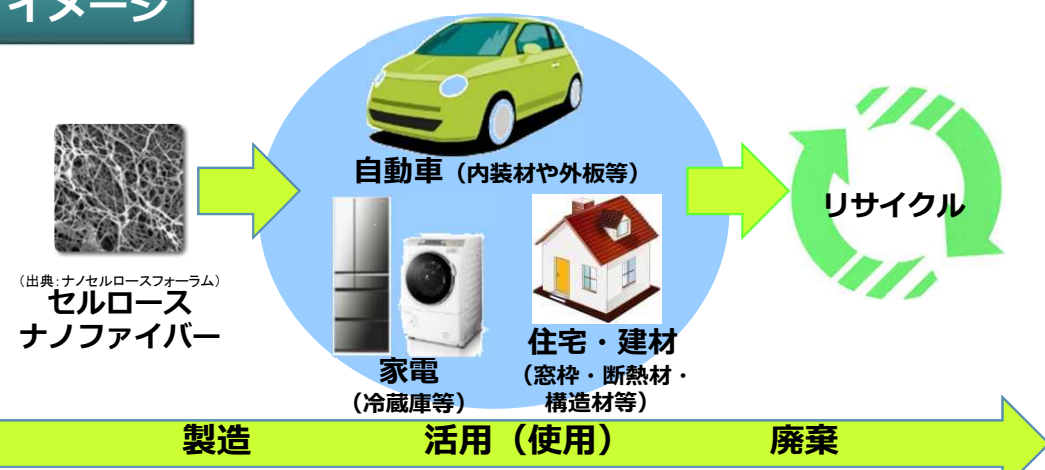 イメージ
自動車（内装材や外板等）
リサイクル
（出典：ナノセルロースフォーラム）
セルロース
ナノファイバー
家電
（冷蔵庫等）
住宅・建材
（窓枠・断熱材・
構造材等）
製造
活用（使用）
廃棄